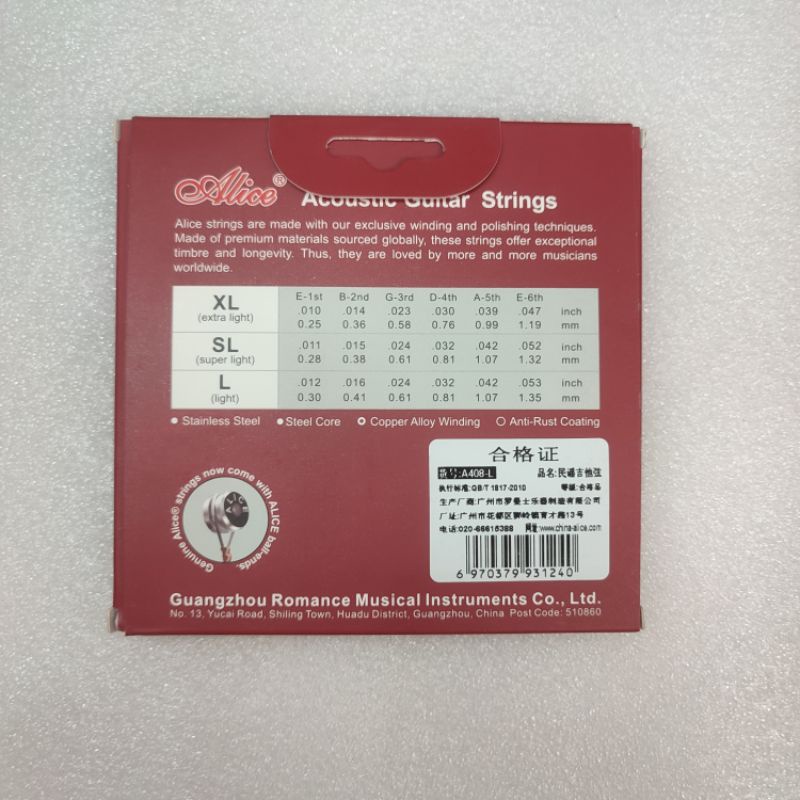 Alice® Acoustic Guitar Strings
Alice strings are made with our exclusive winding and polishing techniques.
Made of premium materials sourced globally, these strings offer exceptional
timbre and longevity. Thus, they are loved by more and more musicians
worldwide.
XL E-1st B-2nd G-3rd D-4th A-5th E-6th
(extra light) .010 .014 .023 .030 .039 .047 inch
0.25 0.36 0.58 0.76 0.99 1.19 mm
SL .011 .015 .024 .032 .042 .052 inch
(super light) 0.28 0.38 0.61 0.81 1.07 1.32 mm
L .012 .016 .024 .032 .042 .053 inch
(light) 0.30 0.41 0.61 0.81 1.07 1.35 mm
Stainless Steel Steel Core Copper Alloy Winding Anti-Rust Coating
合格证
型号:A408-L 品名:民谣吉他弦
执行标准:QB/T 1817-2010 等级:合格品
生产厂商:广州市罗曼士乐器制造有限公司
厂址:广州市花都区狮岭镇育才路13号
电话:020-66615388 网址:www.china-alice.com
6 970379 931240
Genuine Alice® strings now come with ALICE ball-ends.
ALICE
Guangzhou Romance Musical Instruments Co., Ltd.
No. 13, Yucai Road, Shiling Town, Huadu District, Guangzhou, China Post Code: 510860